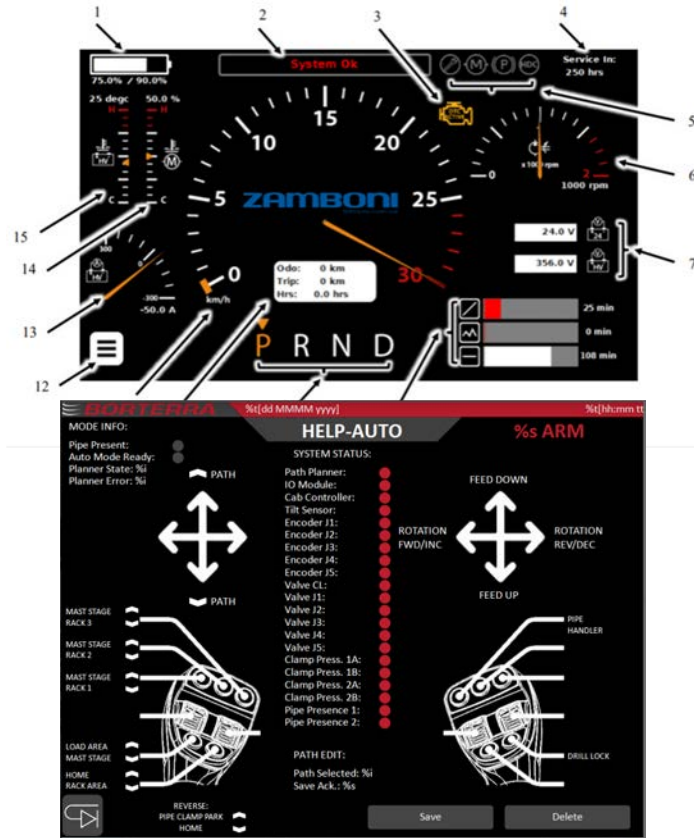 1
2
3
4
System Ok
M
P
HDC
Service In:
250 hrs
75.0% / 90.0%
5
25 degc 50.0 %
H
H
HV
M
C
C
15
14
0
5
10
15
20
25
30
km/h
ZAMBONI
x1000 rpm
0
2
1000 rpm
6
24.0 V
24
356.0 V
HV
7
300
0
-300
-50.0 A
HV
13
Odo: 0 km
Trip: 0 km
Hrs: 0.0 hrs
25 min
0 min
108 min
12
P R N D
BORTERRA
%t[dd MMMM yyyy]
%t[hh:mm tt
MODE INFO:
HELP-AUTO
%s ARM
Pipe Present:
Auto Mode Ready:
Planner State: %i
Planner Error: %i
PATH
PATH
SYSTEM STATUS:
Path Planner:
IO Module:
Cab Controller:
Tilt Sensor:
Encoder J1:
Encoder J2:
Encoder J3:
Encoder J4:
Encoder J5:
Valve CL:
Valve J1:
Valve J2:
Valve J3:
Valve J4:
Valve J5:
Clamp Press. 1A:
Clamp Press. 1B:
Clamp Press. 2A:
Clamp Press. 2B:
Pipe Presence 1:
Pipe Presence 2:
FEED DOWN
ROTATION
FWD/INC
ROTATION
REV/DEC
FEED UP
MAST STAGE
RACK 3
MAST STAGE
RACK 2
MAST STAGE
RACK 1
LOAD AREA
MAST STAGE
HOME
RACK AREA
PIPE
HANDLER
DRILL LOCK
PATH EDIT:
Path Selected: %i
Save Ack.: %s
REVERSE:
PIPE CLAMP PARK
HOME
Save
Delete